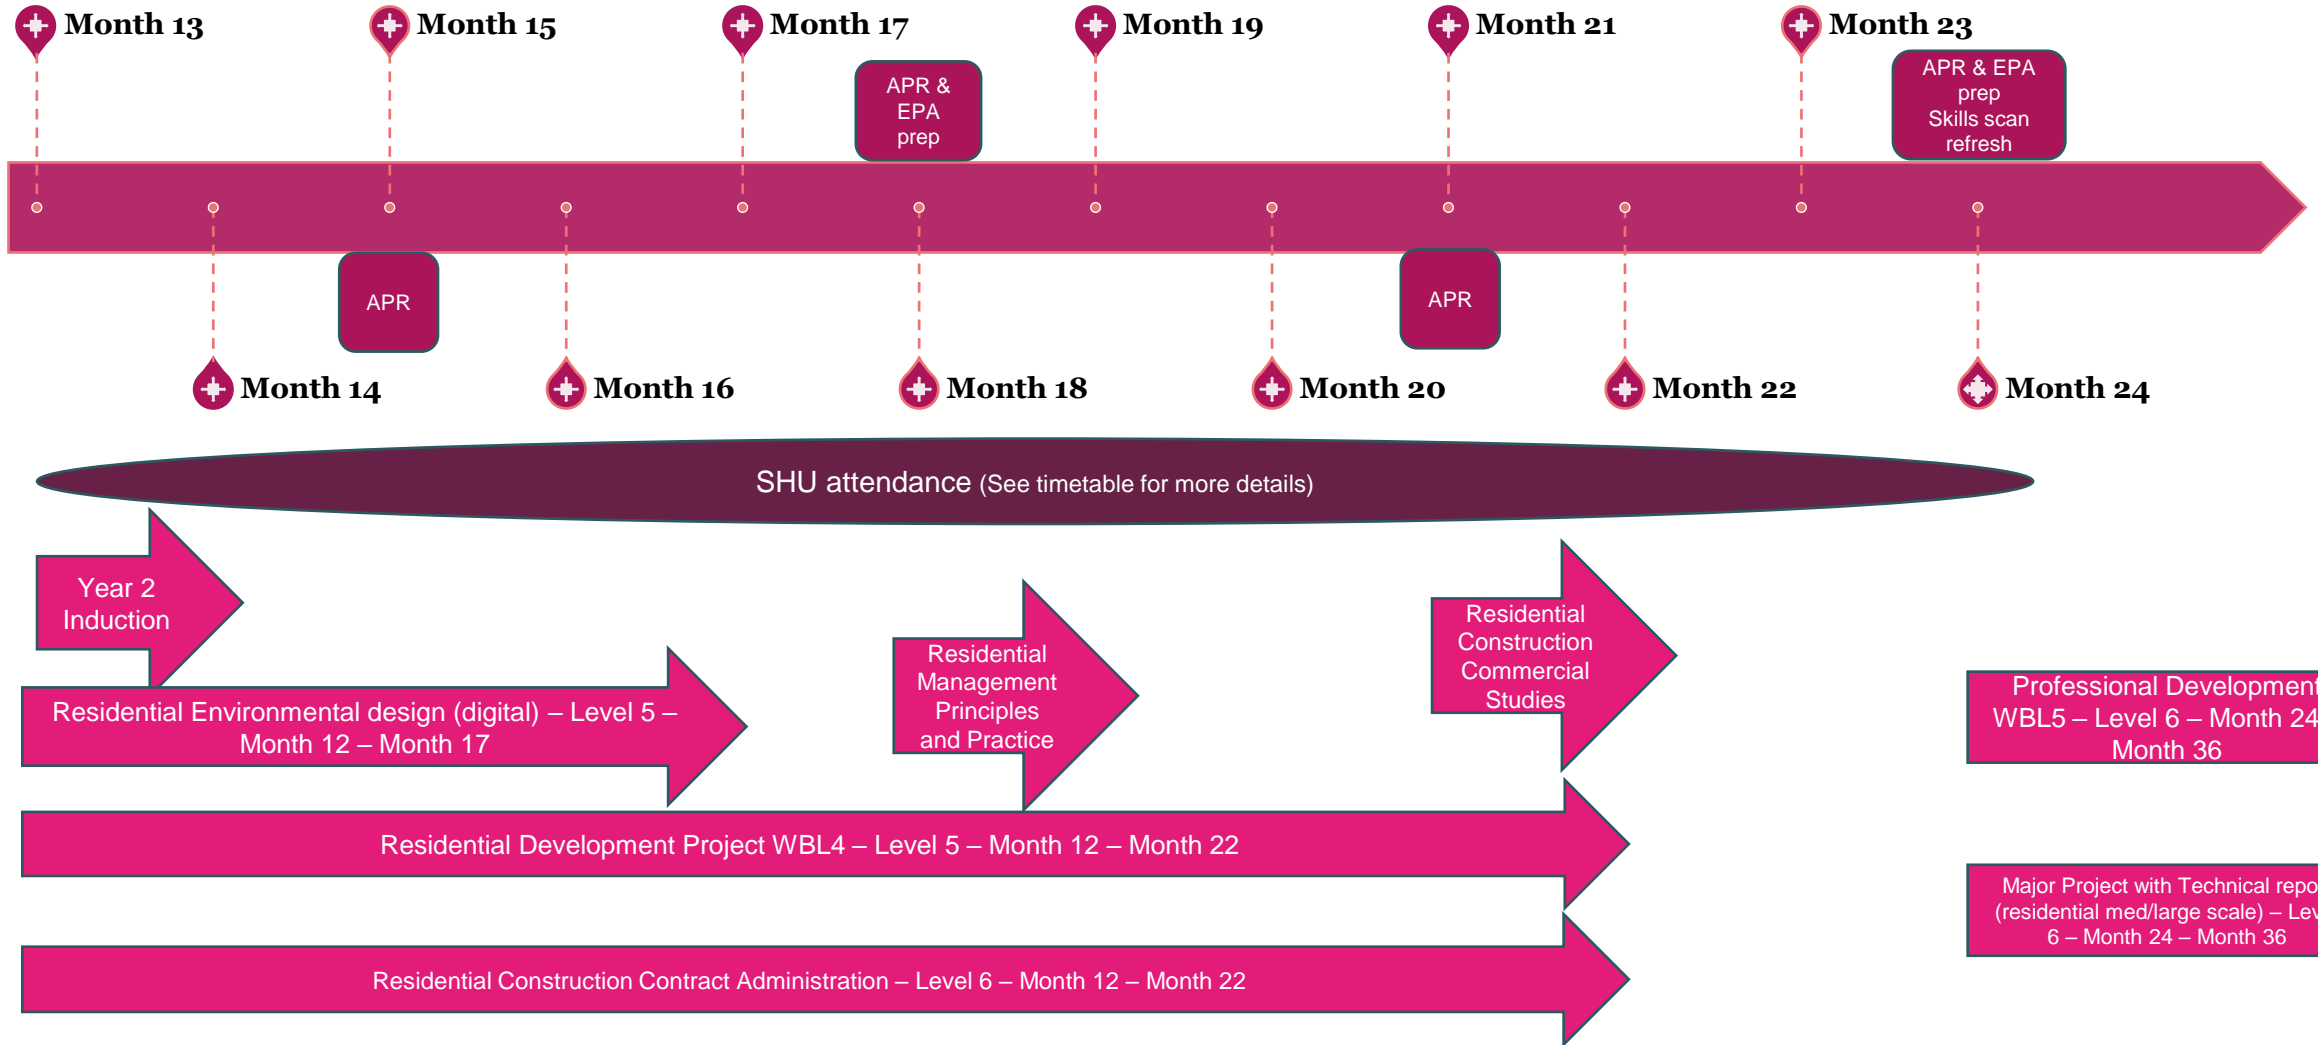 Month 13
Month 15
Month 17
Month 19
Month 21
Month 23
APR &
EPA
prep
APR & EPA
prep
Skills scan
refresh
APR
APR
Month 14
Month 16
Month 18
Month 20
Month 22
Month 24
SHU attendance (See timetable for more details)
Year 2
Induction
Residential
Management
Principles
and Practice
Residential
Construction
Commercial
Studies
Residential Environmental design (digital) – Level 5 –
Month 12 – Month 17
Professional Development
WBL5 – Level 6 – Month 24
Month 36
Residential Development Project WBL4 – Level 5 – Month 12 – Month 22
Major Project with Technical repo
(residential med/large scale) – Lev
6 – Month 24 – Month 36
Residential Construction Contract Administration – Level 6 – Month 12 – Month 22